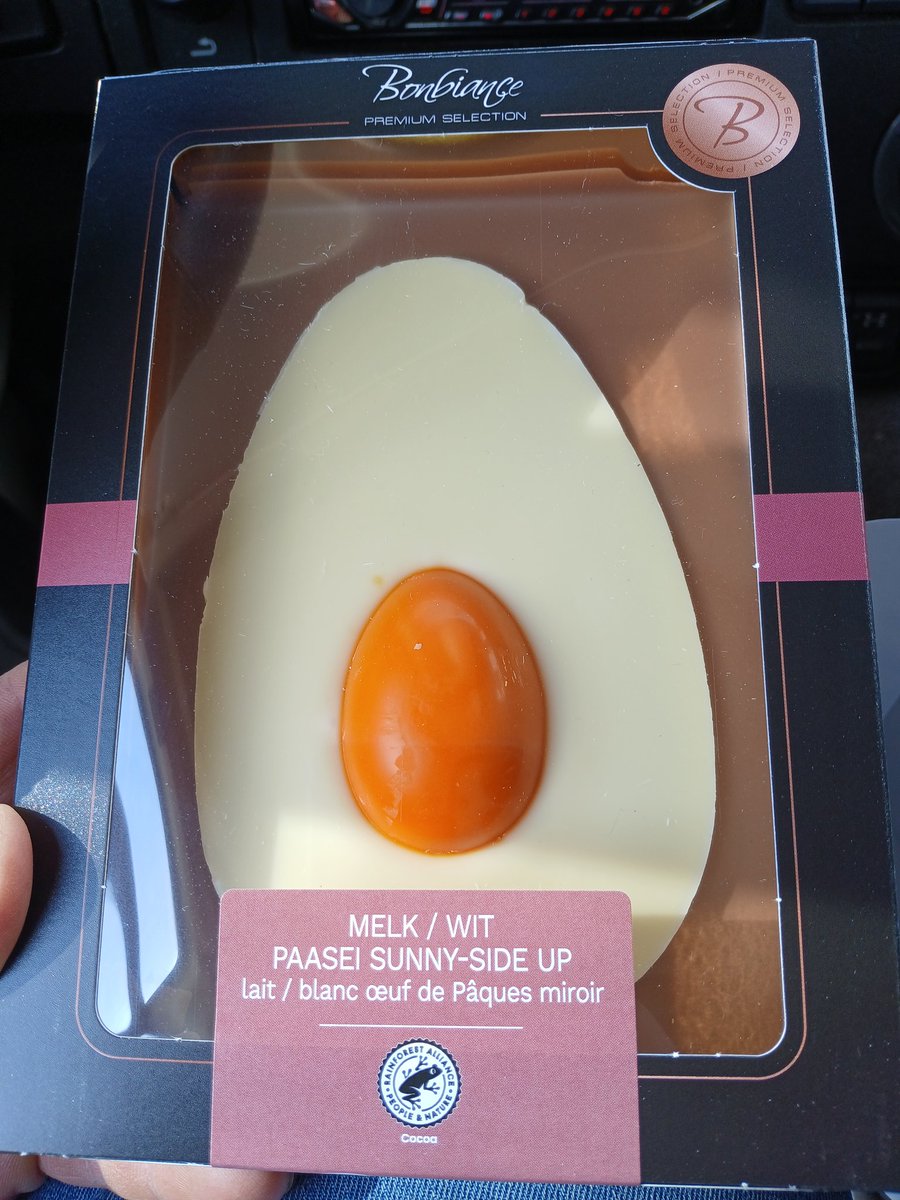 Bonbiance
PREMIUM SELECTION
PREMIUM SELECTION / PREMIUM SELECTION /
B
MELK / WIT
PAASEI SUNNY-SIDE UP
lait / blanc œuf de Pâques miroir
RAINFOREST ALLIANCE
PEOPLE & NATURE
Cocoa